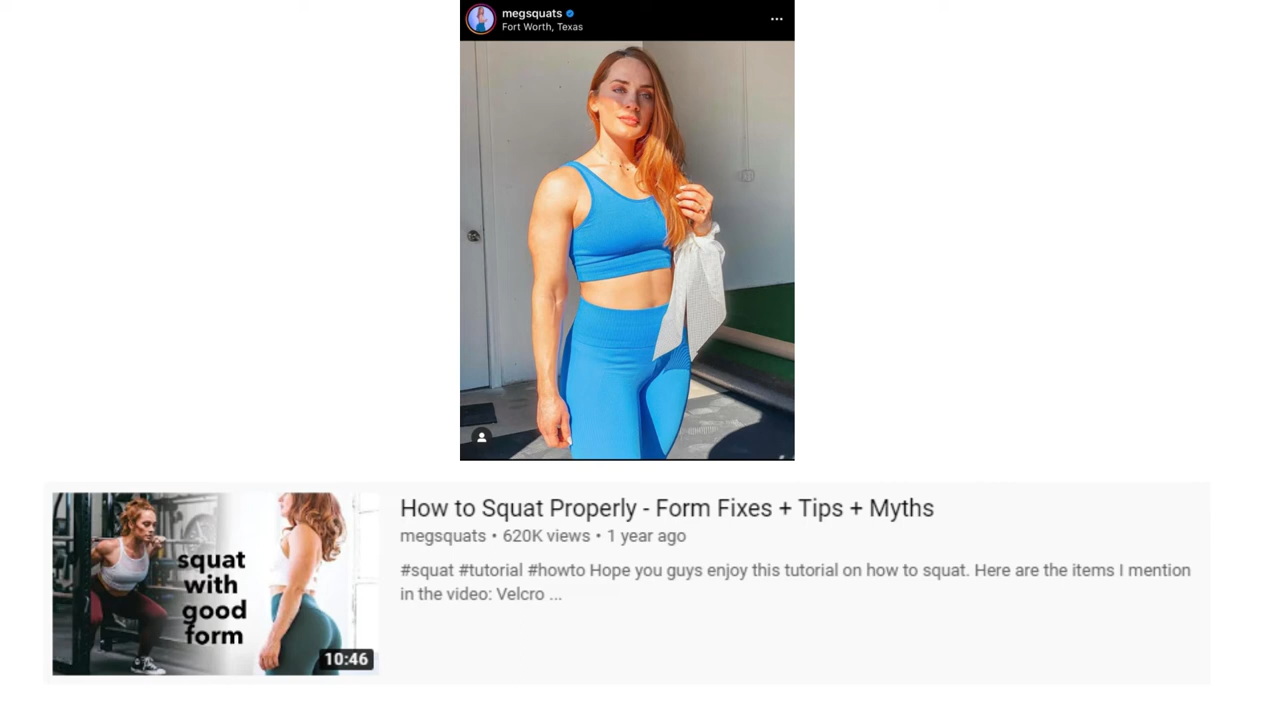 megsquats
Fort Worth, Texas
How to Squat Properly - Form Fixes + Tips + Myths
megsquats • 620K views • 1 year ago
#squat #tutorial #howto Hope you guys enjoy this tutorial on how to squat. Here are the items I mention
in the video: Velcro ...
squat
with
good
form
10:46